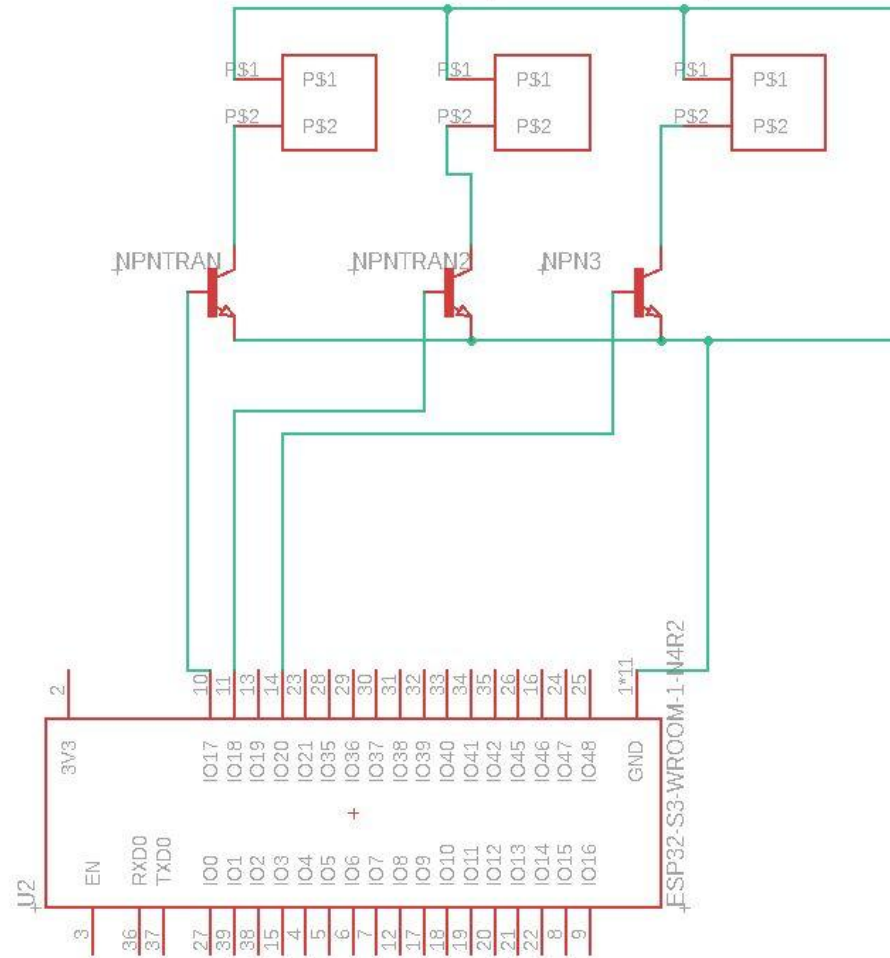 P$1 P$1 P$1 P$1 P$1 P$1
P$2 P$2 P$2 P$2 P$2 P$2
NPNTRAN NPNTRAN2 NPN3
2 10 11 13 14 23 28 29 30 31 32 33 34 35 26 16 24 25 1*11
3V3 IO17 IO18 IO19 IO20 IO21 IO35 IO36 IO37 IO38 IO39 IO40 IO41 IO42 IO45 IO46 IO47 IO48 GND
EN RXD0 TXD0 IO0 IO1 IO2 IO3 IO4 IO5 IO6 IO7 IO8 IO9 IO10 IO11 IO12 IO13 IO14 IO15 IO16
3 36 37 27 39 38 15 4 5 6 7 12 17 18 19 20 21 22 8 9
U2
ESP32-S3-WROOM-1-N4R2